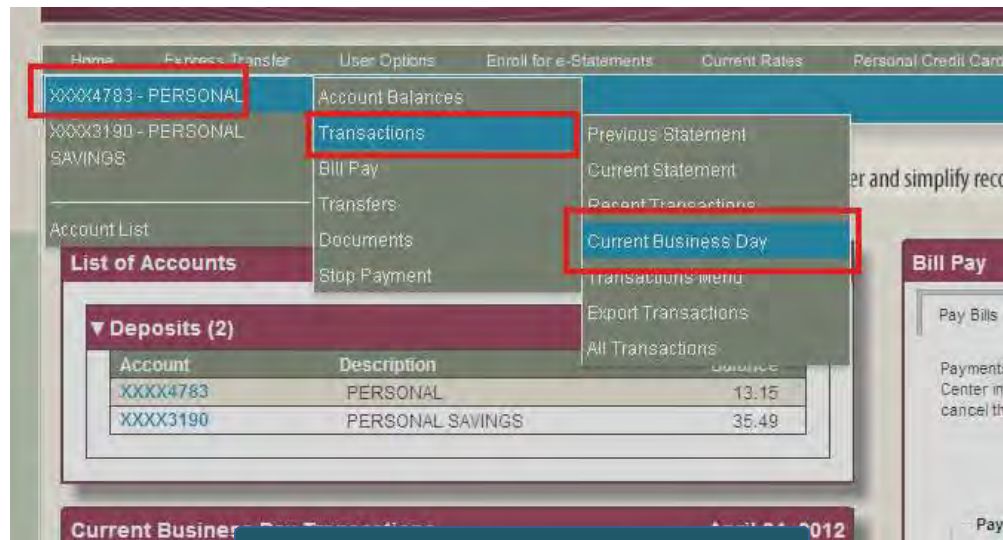 Home Express Transfer User Options Enroll for e-Statements Current Rates Personal Credit Card
XXXX4783 - PERSONAL
XXXX3190 - PERSONAL
SAVINGS
Account List
Account Balances
Transactions
Bill Pay
Transfers
Documents
Stop Payment
Previous Statement
Current Statement
Recent Transactions
Current Business Day
Transactions Menu
Export Transactions
All Transactions
er and simplify reco
List of Accounts
▼ Deposits (2)
Account Description Balance
XXXX4783 PERSONAL 13.15
XXXX3190 PERSONAL SAVINGS 35.49
Current Business Day Transactions April 24, 2012
Bill Pay
Pay Bills
Payments
Center in
cancel th
Pay